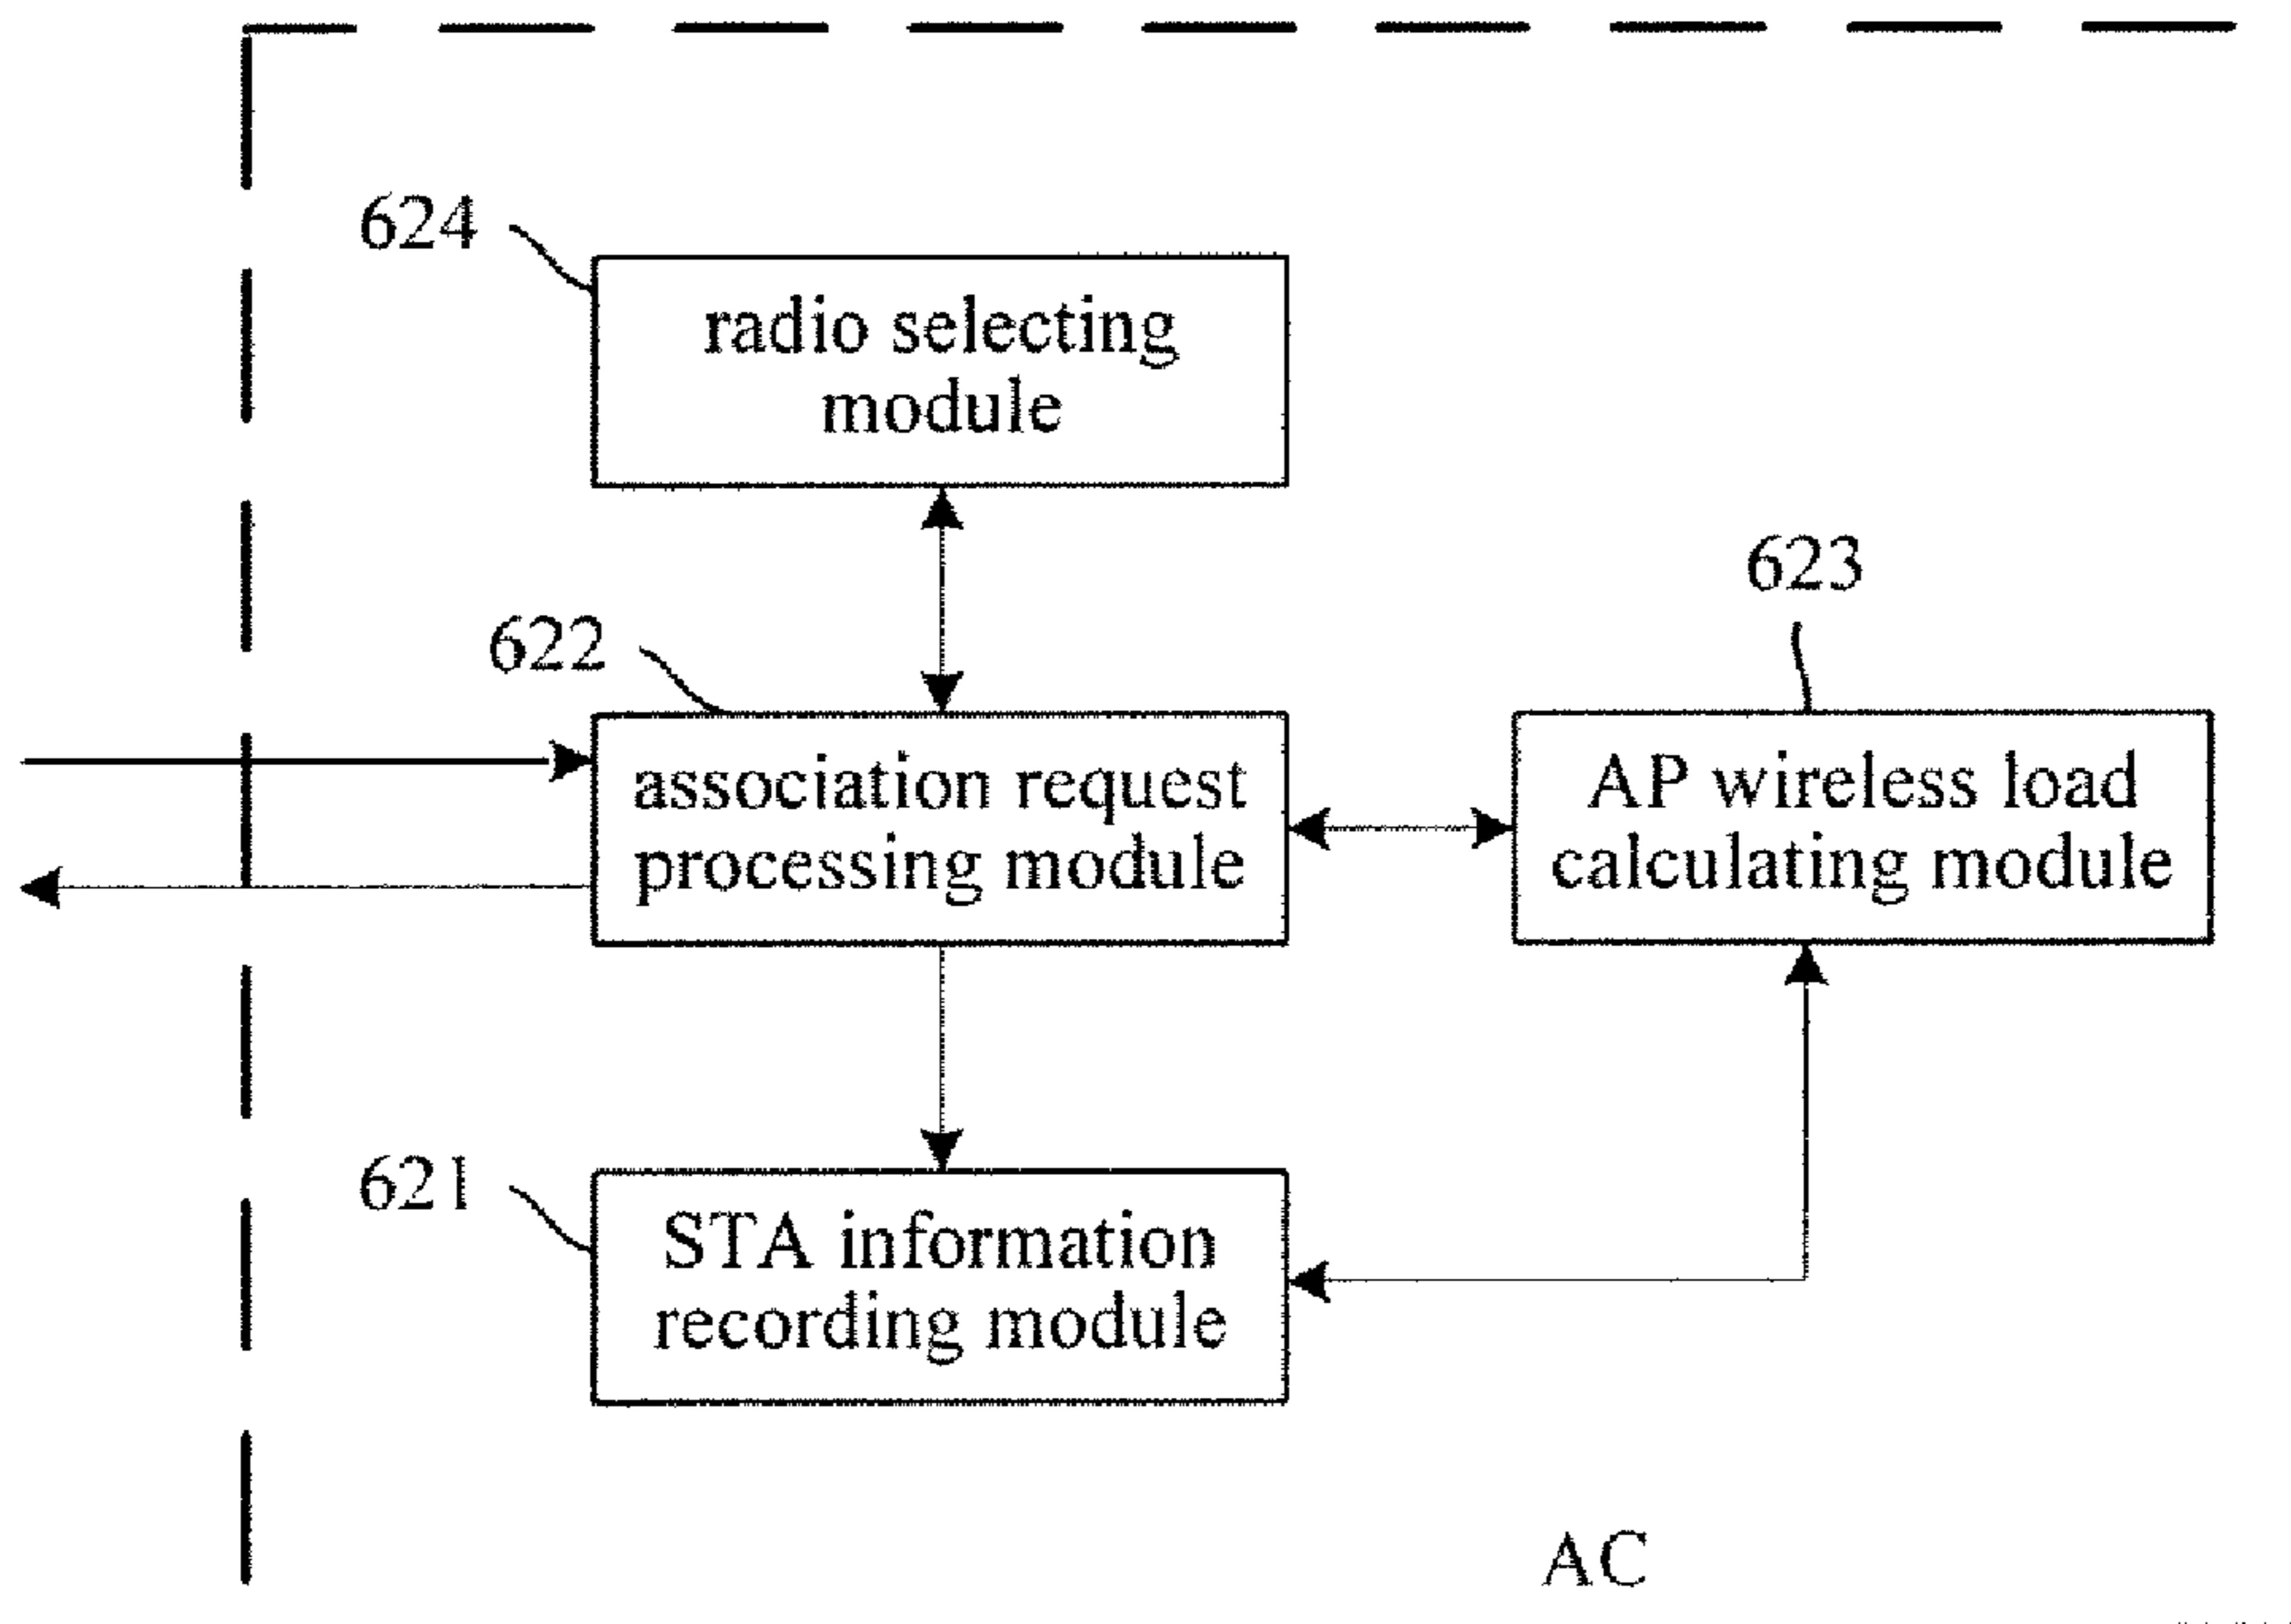 624
radio selecting
module
622
623
association request
processing module
AP wireless load
calculating module
621
STA information
recording module
AC